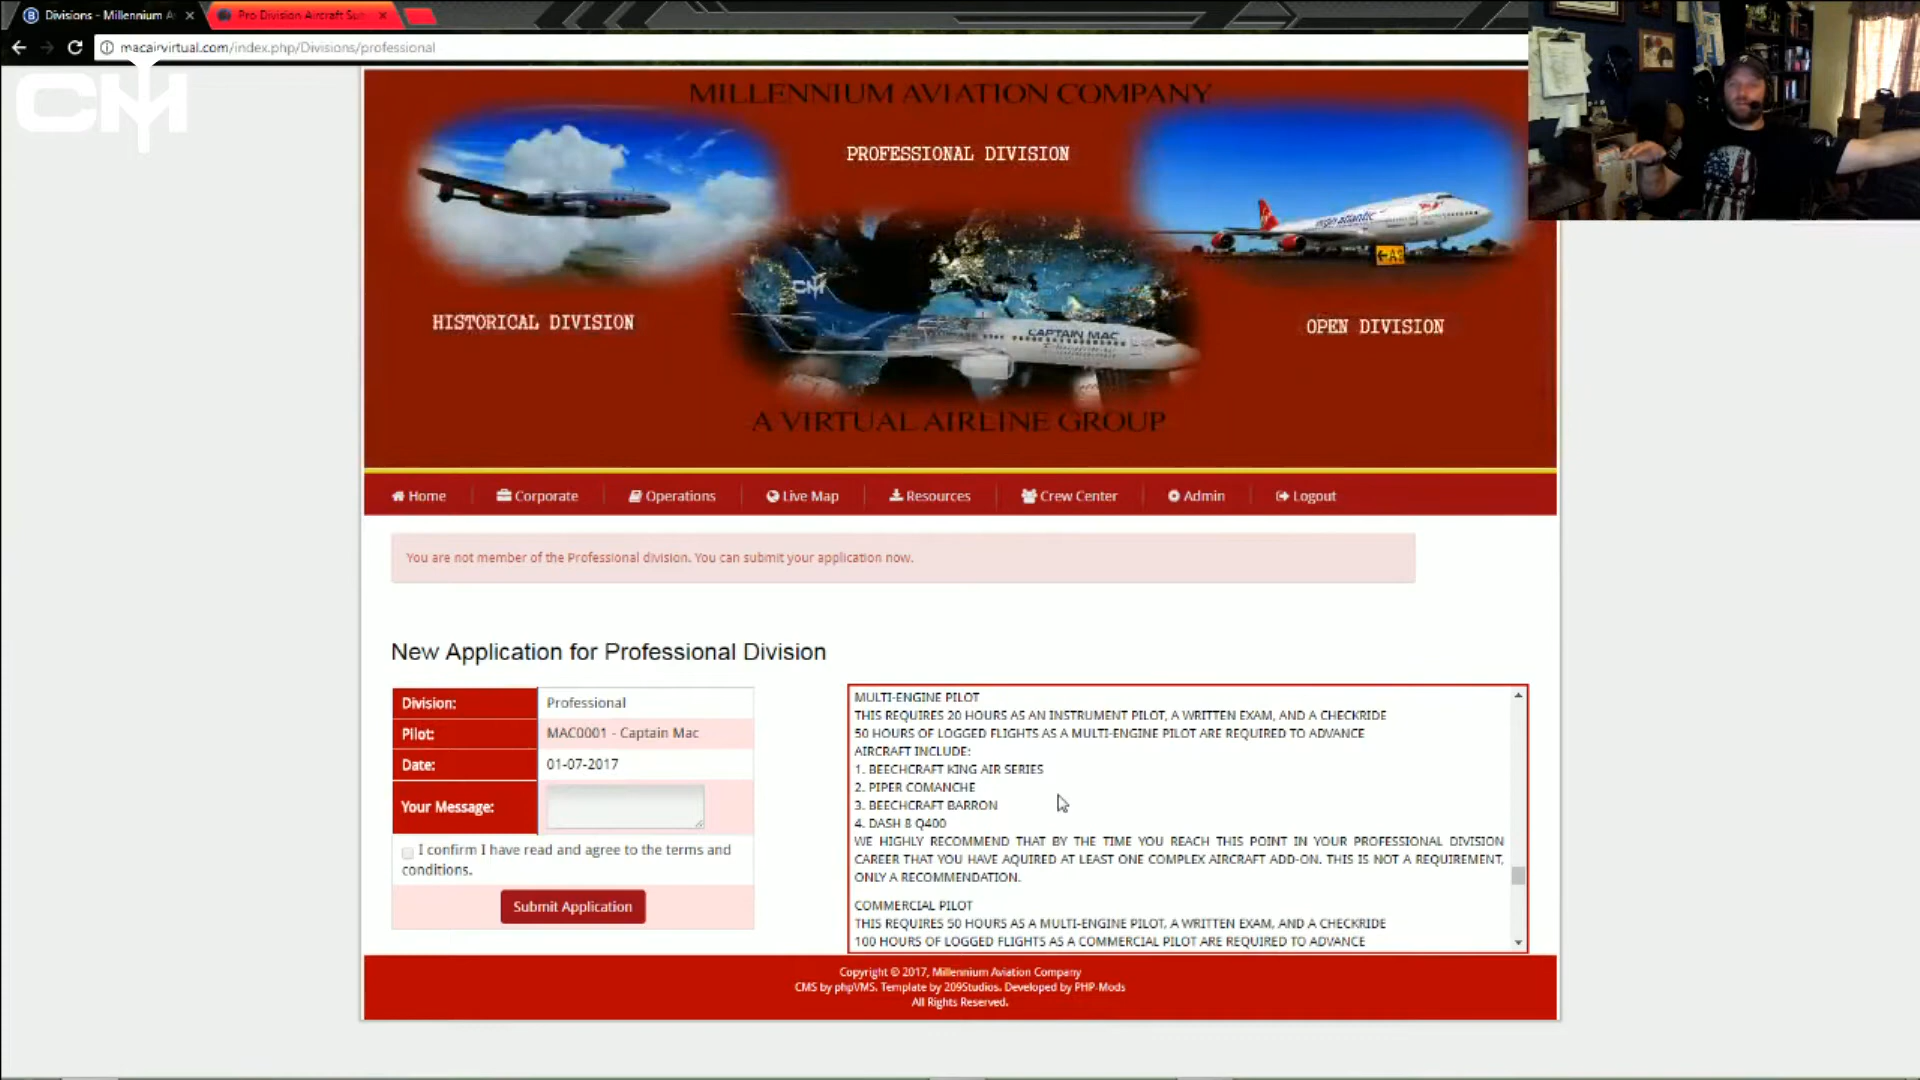 Divisions - Millennium A
Pro Division Aircraft Su
macairvirtual.com/index.php/Divisions/professional
CM
MILLENNIUM AVIATION COMPANY
PROFESSIONAL DIVISION
HISTORICAL DIVISION
OPEN DIVISION
virgin atlantic
←A3
CM
CAPTAIN MAC
A VIRTUAL AIRLINE GROUP
Home
Corporate
Operations
Live Map
Resources
Crew Center
Admin
Logout
You are not member of the Professional division. You can submit your application now.
New Application for Professional Division
Division: Professional
Pilot: MAC0001 - Captain Mac
Date: 01-07-2017
Your Message:
I confirm I have read and agree to the terms and
conditions.
Submit Application
MULTI-ENGINE PILOT
THIS REQUIRES 20 HOURS AS AN INSTRUMENT PILOT, A WRITTEN EXAM, AND A CHECKRIDE
50 HOURS OF LOGGED FLIGHTS AS A MULTI-ENGINE PILOT ARE REQUIRED TO ADVANCE
AIRCRAFT INCLUDE:
1. BEECHCRAFT KING AIR SERIES
2. PIPER COMANCHE
3. BEECHCRAFT BARRON
4. DASH 8 Q400
WE HIGHLY RECOMMEND THAT BY THE TIME YOU REACH THIS POINT IN YOUR PROFESSIONAL DIVISION
CAREER THAT YOU HAVE AQUIRED AT LEAST ONE COMPLEX AIRCRAFT ADD-ON. THIS IS NOT A REQUIREMENT,
ONLY A RECOMMENDATION.
COMMERCIAL PILOT
THIS REQUIRES 50 HOURS AS A MULTI-ENGINE PILOT, A WRITTEN EXAM, AND A CHECKRIDE
100 HOURS OF LOGGED FLIGHTS AS A COMMERCIAL PILOT ARE REQUIRED TO ADVANCE
Copyright © 2017, Millennium Aviation Company
CMS by phpVMS. Template by 209Studios. Developed by PHP-Mods
All Rights Reserved.